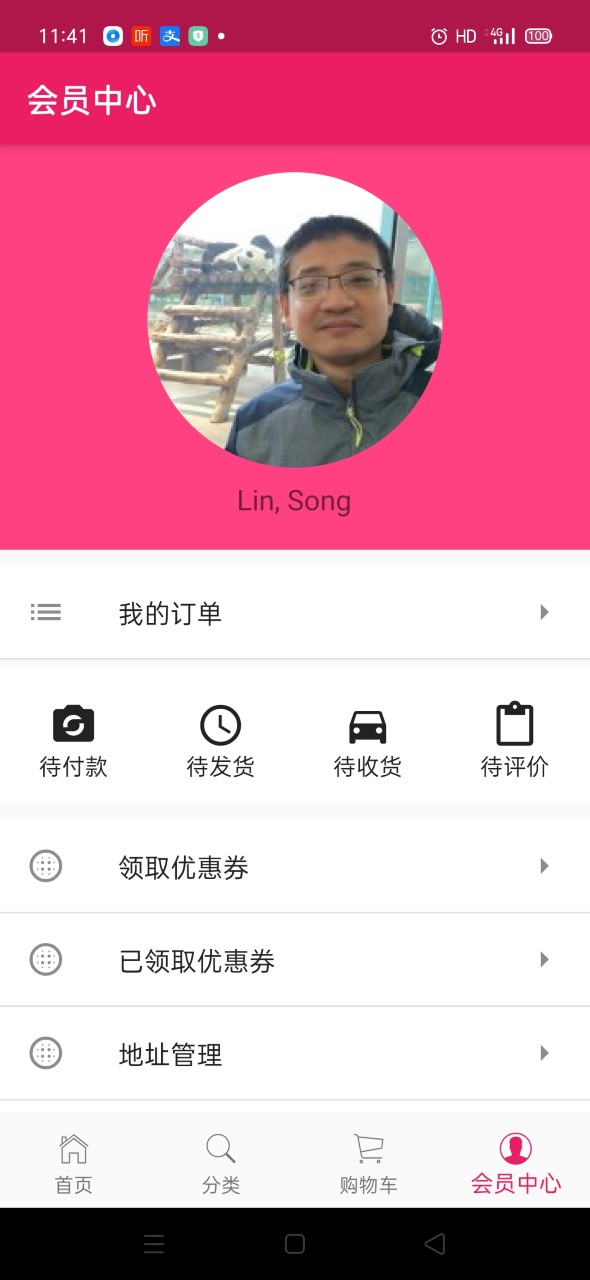 11:41 听 支 HD 4G 100
会员中心
Lin, Song
我的订单
待付款 待发货 待收货 待评价
领取优惠券
已领取优惠券
地址管理
首页 分类 购物车 会员中心